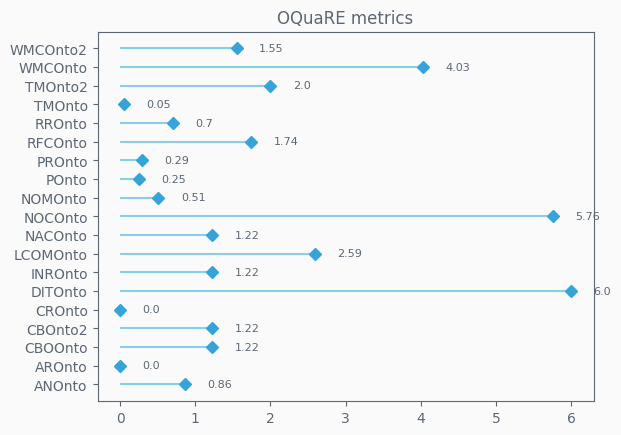 OQuaRE metrics
WMCOnto2 1.55
WMCOnto 4.03
TMOnto2 2.0
TMOnto 0.05
RROnto 0.7
RFCOnto 1.74
PROnto 0.29
POnto 0.25
NOMOnto 0.51
NOCOnto 5.76
NACOnto 1.22
LCOMOnto 2.59
INROnto 1.22
DITOnto 6.0
CROnto 0.0
CBOnto2 1.22
CBOOnto 1.22
AROnto 0.0
ANOnto 0.86
0 1 2 3 4 5 6